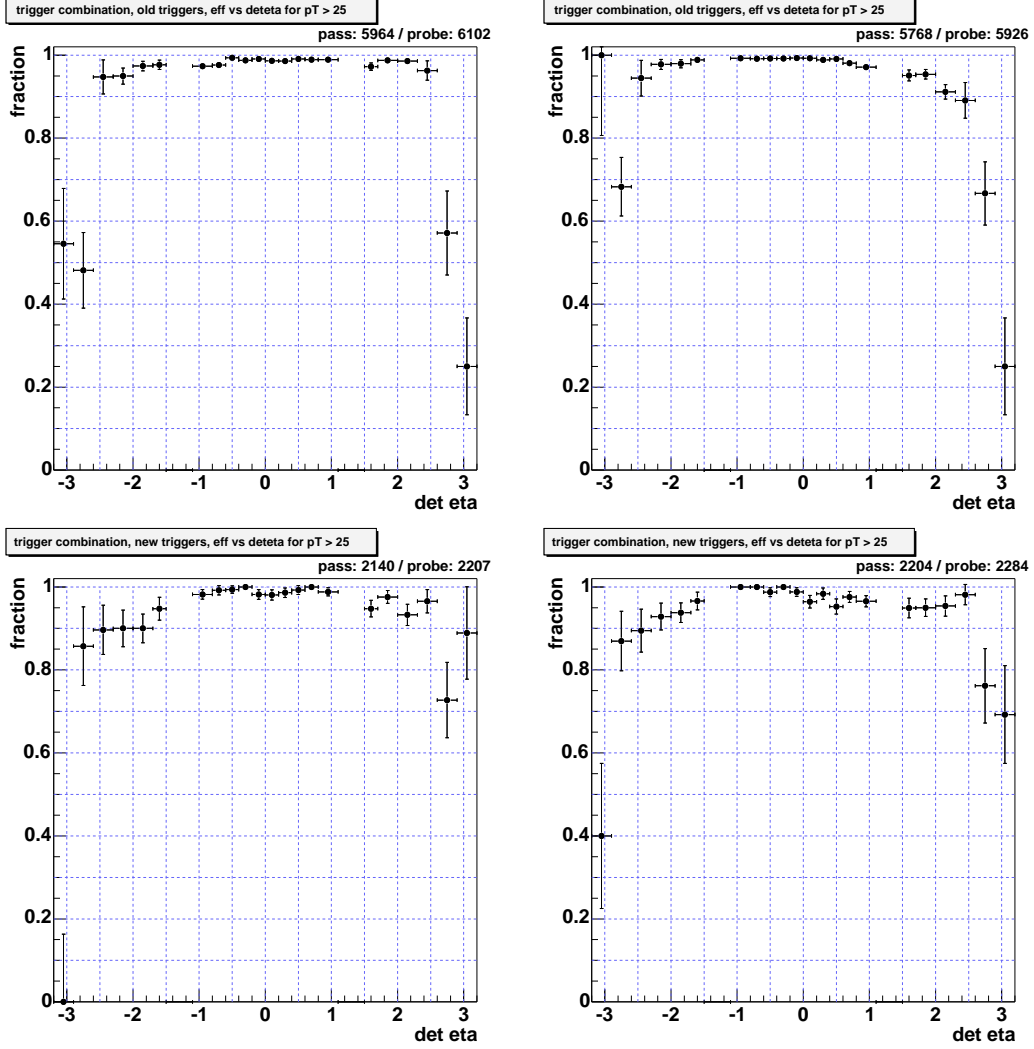 trigger combination, old triggers, eff vs deteta for pT > 25
pass: 5964 / probe: 6102
fraction
1
0.8
0.6
0.4
0.2
0
-3 -2 -1 0 1 2 3
det eta
trigger combination, old triggers, eff vs deteta for pT > 25
pass: 5768 / probe: 5926
fraction
1
0.8
0.6
0.4
0.2
0
-3 -2 -1 0 1 2 3
det eta
trigger combination, new triggers, eff vs deteta for pT > 25
pass: 2140 / probe: 2207
fraction
1
0.8
0.6
0.4
0.2
0
-3 -2 -1 0 1 2 3
det eta
trigger combination, new triggers, eff vs deteta for pT > 25
pass: 2204 / probe: 2284
fraction
1
0.8
0.6
0.4
0.2
0
-3 -2 -1 0 1 2 3
det eta